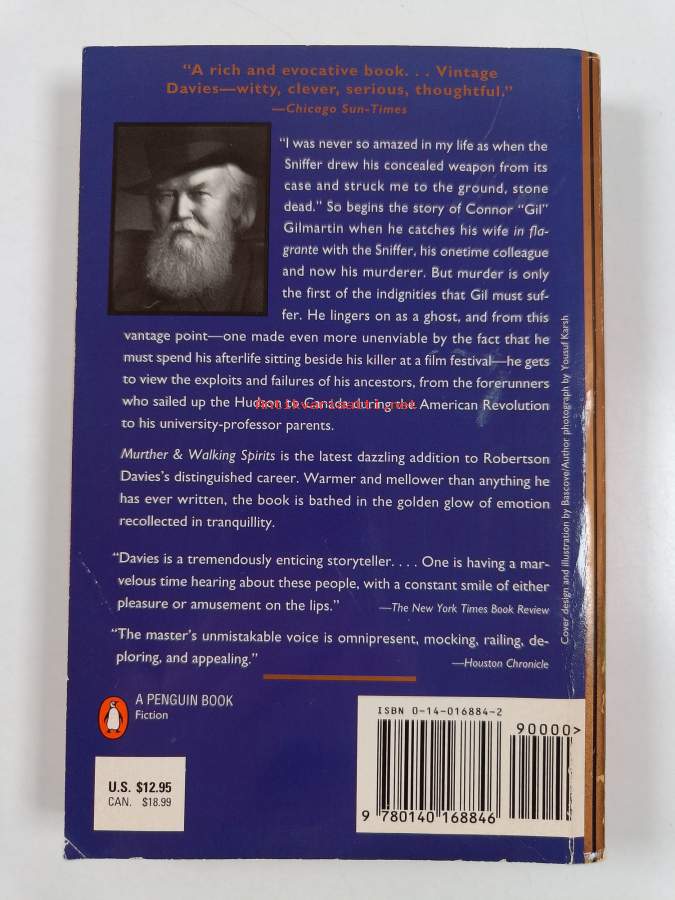 “A rich and evocative book. . . Vintage
Davies—witty, clever, serious, thoughtful.”
—Chicago Sun-Times
“I was never so amazed in my life as when the
Sniffer drew his concealed weapon from its
case and struck me to the ground, stone
dead.” So begins the story of Connor “Gil”
Gilmartin when he catches his wife in fla-
grante with the Sniffer, his onetime colleague
and now his murderer. But murder is only
the first of the indignities that Gil must suf-
fer. He lingers on as a ghost, and from this
vantage point—one made even more unenviable by the fact that he
must spend his afterlife sitting beside his killer at a film festival—he gets
to view the exploits and failures of his ancestors, from the forerunners
who sailed up the Hudson to Canada during the American Revolution
to his university-professor parents.
Murther & Walking Spirits is the latest dazzling addition to Robertson
Davies’s distinguished career. Warmer and mellower than anything he
has ever written, the book is bathed in the golden glow of emotion
recollected in tranquillity.
“Davies is a tremendously enticing storyteller. . . . One is having a mar-
velous time hearing about these people, with a constant smile of either
pleasure or amusement on the lips.” —The New York Times Book Review
“The master’s unmistakable voice is omnipresent, mocking, railing, de-
ploring, and appealing.” —Houston Chronicle
Cover design and illustration by Bascove/Author photograph by Yousuf Karsh
A PENGUIN BOOK
Fiction
U.S. $12.95
CAN. $18.99
ISBN 0-14-016884-2
90000>
9 780140 168846